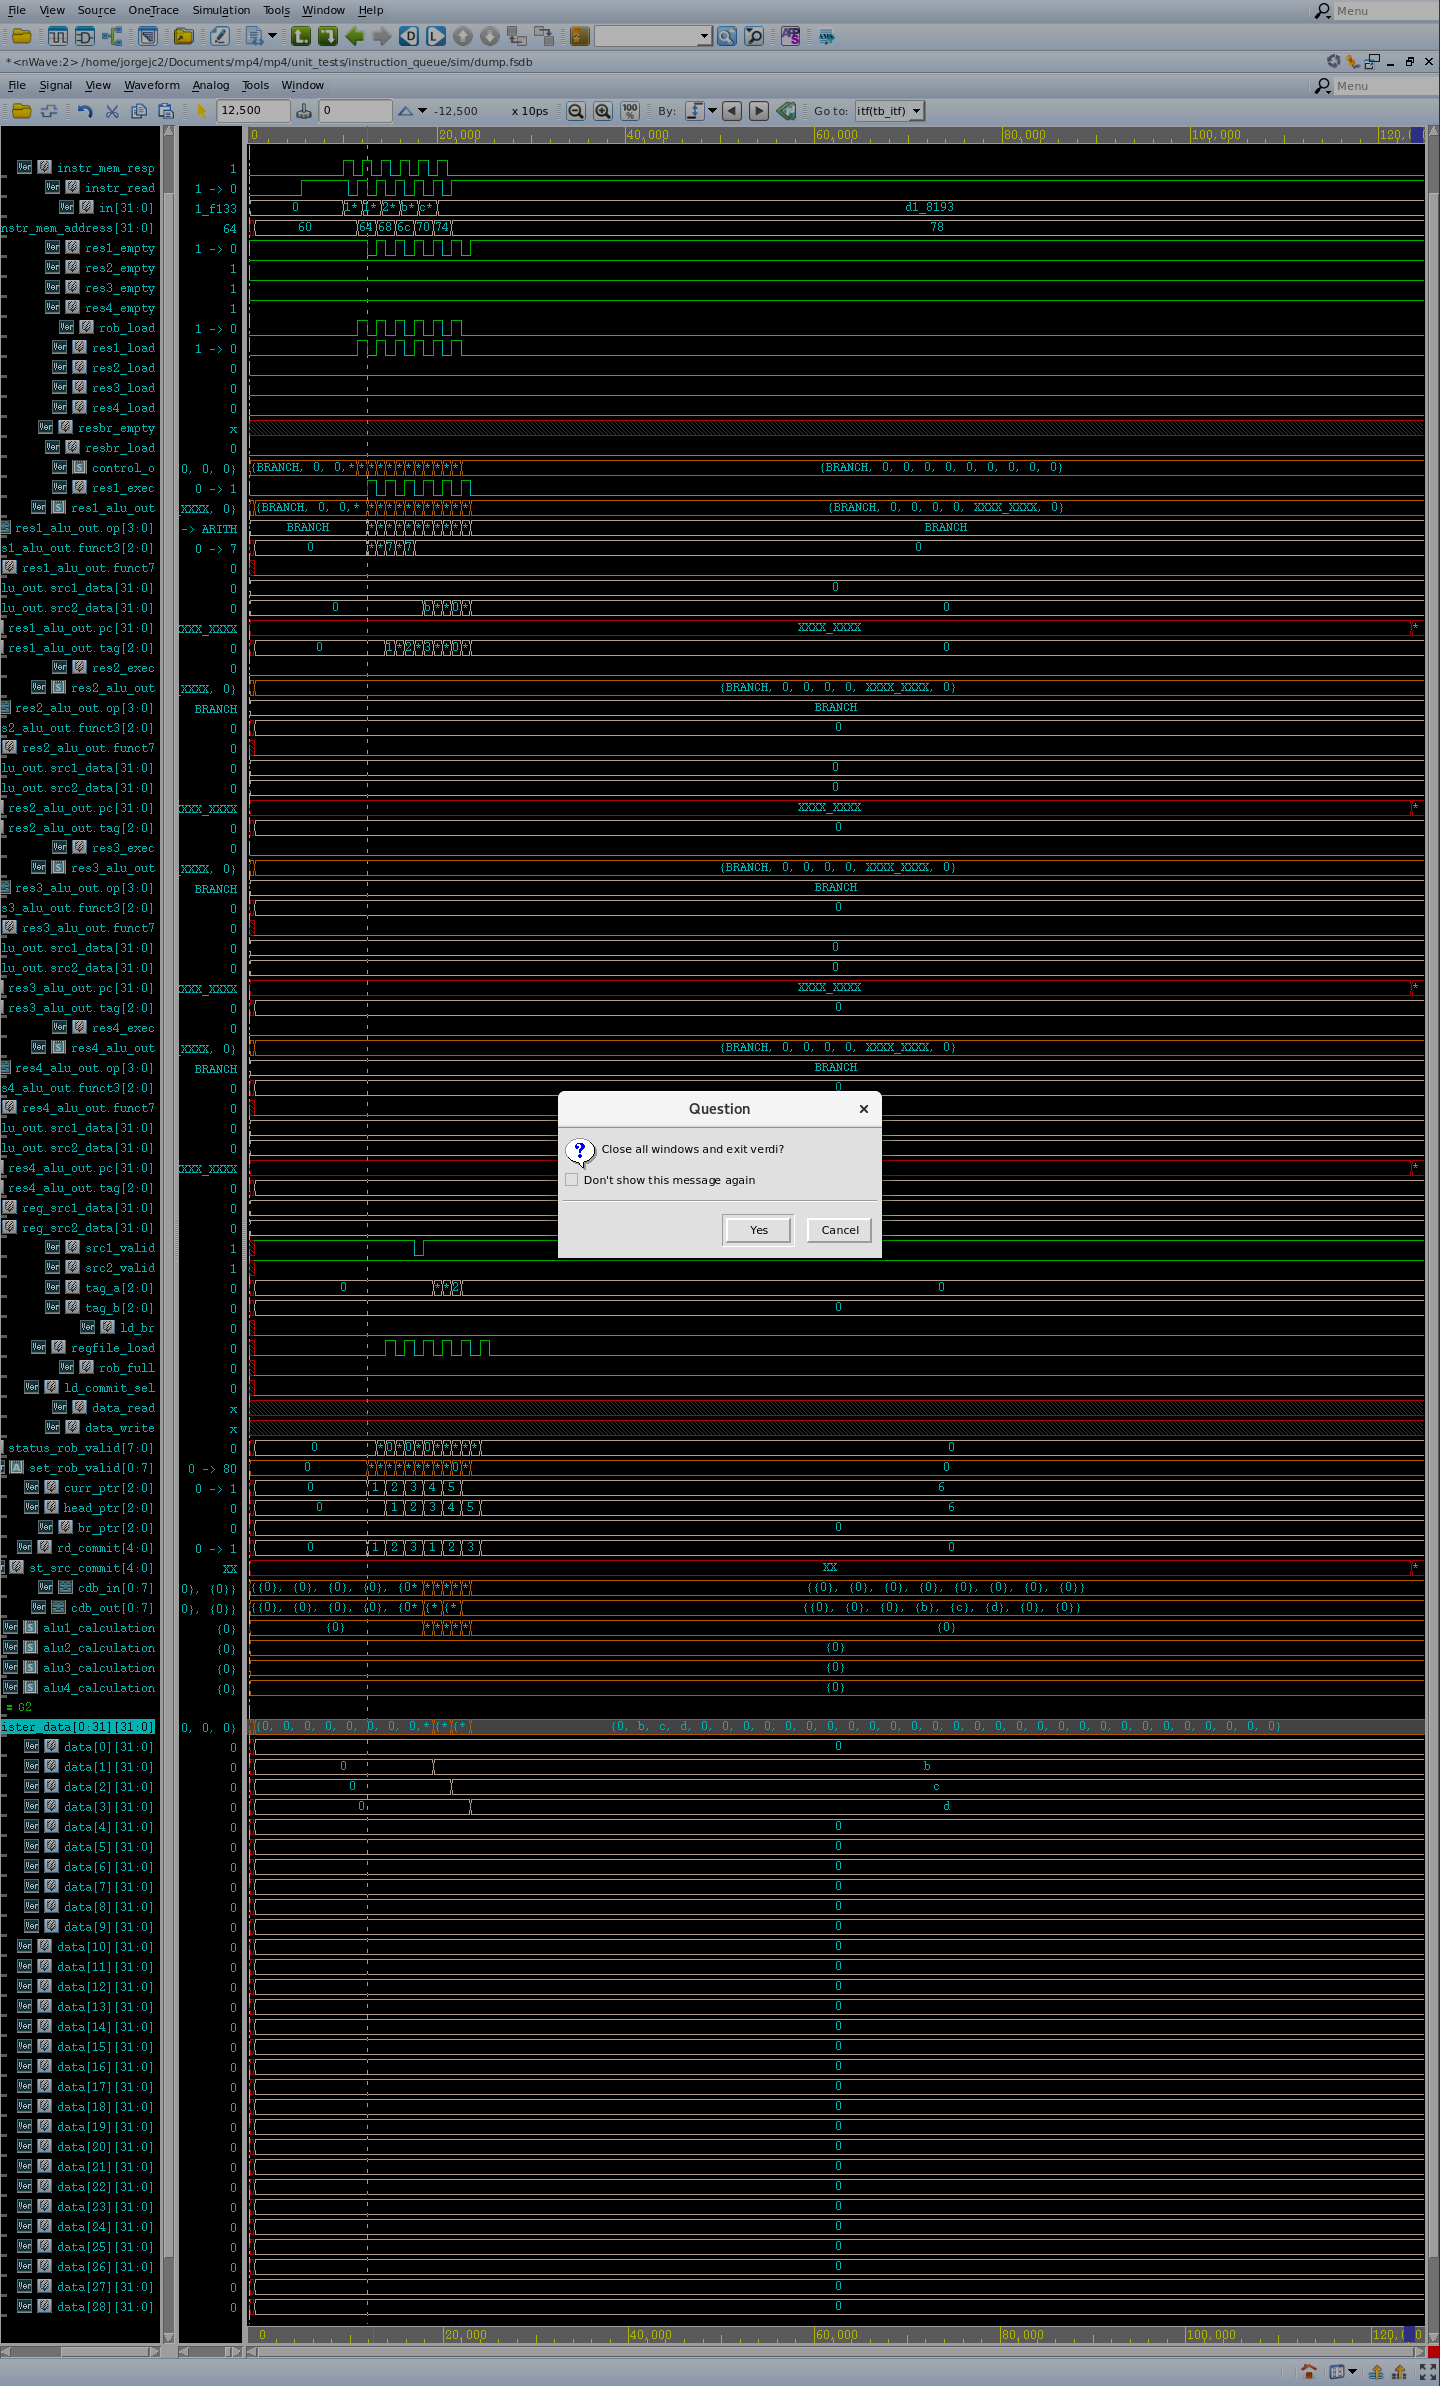 File View Source OneTrace Simulation Tools Window Help Menu
*<nWave:2> /home/jorgejc2/Documents/mp4/mp4/unit_tests/instruction_queue/sim/dump.fsdb
File Signal View Waveform Analog Tools Window Menu
12,500 0 -12,500 x 10ps 100% By: Go to: itf(tb_itf)
0 20,000 40,000 60,000 80,000 100,000
instr_mem_resp 1
instr_read 1 -> 0
in[31:0] 1_f133 0 1* 1* 2* b* c* d1_8193
nstr_mem_address[31:0] 64 60 64 68 6c 70 74 78
res1_empty 1 -> 0
res2_empty 1
res3_empty 1
res4_empty 1
rob_load 1 -> 0
res1_load 1 -> 0
res2_load 0
res3_load 0
res4_load 0
resbr_empty x
resbr_load 0
control_o 0, 0, 0} {BRANCH, 0, 0,* {BRANCH, 0, 0, 0, 0, 0, 0, 0, 0, 0}
res1_exec 0 -> 1
res1_alu_out XXXX, 0} {BRANCH, 0, 0,* {BRANCH, 0, 0, 0, 0, XXXX_XXXX, 0}
res1_alu_out.op[3:0] -> ARITH BRANCH BRANCH
s1_alu_out.funct3[2:0] 0 -> 7 0 * * 7 * 7 0
res1_alu_out.funct7 0
lu_out.src1_data[31:0] 0 0
lu_out.src2_data[31:0] 0 0 b * * 0 * 0
res1_alu_out.pc[31:0] XXXX_XXXX XXXX_XXXX *
res1_alu_out.tag[2:0] 0 0 1 * 2 * 3 * * 0 * 0
res2_exec 0
res2_alu_out XXXX, 0} {BRANCH, 0, 0, 0, 0, XXXX_XXXX, 0}
res2_alu_out.op[3:0] BRANCH BRANCH
s2_alu_out.funct3[2:0] 0 0
res2_alu_out.funct7 0
lu_out.src1_data[31:0] 0 0
lu_out.src2_data[31:0] 0 0
res2_alu_out.pc[31:0] XXXX_XXXX XXXX_XXXX *
res2_alu_out.tag[2:0] 0 0
res3_exec 0
res3_alu_out XXXX, 0} {BRANCH, 0, 0, 0, 0, XXXX_XXXX, 0}
res3_alu_out.op[3:0] BRANCH BRANCH
s3_alu_out.funct3[2:0] 0 0
res3_alu_out.funct7 0
lu_out.src1_data[31:0] 0 0
lu_out.src2_data[31:0] 0 0
res3_alu_out.pc[31:0] XXXX_XXXX XXXX_XXXX *
res3_alu_out.tag[2:0] 0 0
res4_exec 0
res4_alu_out XXXX, 0} {BRANCH, 0, 0, 0, 0, XXXX_XXXX, 0}
res4_alu_out.op[3:0] BRANCH BRANCH
s4_alu_out.funct3[2:0] 0 0
res4_alu_out.funct7 0
lu_out.src1_data[31:0] 0
lu_out.src2_data[31:0] 0
res4_alu_out.pc[31:0] XXXX_XXXX *
res4_alu_out.tag[2:0] 0
reg_src1_data[31:0] 0
reg_src2_data[31:0] 0
Question
Close all windows and exit verdi?
Don't show this message again
Yes Cancel
src1_valid 1
src2_valid 1
tag_a[2:0] 0 0 * * 2 0
tag_b[2:0] 0 0
ld_br 0
regfile_load 0
rob_full 0
ld_commit_sel 0
data_read x
data_write x
status_rob_valid[7:0] 0 0 * 0 * 0 * 0 * * * * * 0
set_rob_valid[0:7] 0 -> 80 0 * * * * * * * * * 0 * 0
curr_ptr[2:0] 0 -> 1 0 1 2 3 4 5 6
head_ptr[2:0] 0 0 1 2 3 4 5 6
br_ptr[2:0] 0 0
rd_commit[4:0] 0 -> 1 0 1 2 3 1 2 3 0
st_src_commit[4:0] XX XX *
cdb_in[0:7] 0}, {0}} {{0}, {0}, {0}, {0}, {0* * * * * * {{0}, {0}, {0}, {0}, {0}, {0}, {0}, {0}}
cdb_out[0:7] 0}, {0}} {{0}, {0}, {0}, {0}, {0* {* {* {{0}, {0}, {0}, {b}, {c}, {d}, {0}, {0}}
alu1_calculation {0} {0} * * * * * {0}
alu2_calculation {0} {0}
alu3_calculation {0} {0}
alu4_calculation {0} {0}
= G2
ister_data[0:31][31:0] 0, 0, 0} {0, 0, 0, 0, 0, 0, 0, 0,* {* {* {0, b, c, d, 0, 0, 0, 0, 0, 0, 0, 0, 0, 0, 0, 0, 0, 0, 0, 0, 0, 0, 0, 0, 0, 0, 0, 0, 0, 0, 0, 0}
data[0][31:0] 0 0
data[1][31:0] 0 0 b
data[2][31:0] 0 0 c
data[3][31:0] 0 0 d
data[4][31:0] 0 0
data[5][31:0] 0 0
data[6][31:0] 0 0
data[7][31:0] 0 0
data[8][31:0] 0 0
data[9][31:0] 0 0
data[10][31:0] 0 0
data[11][31:0] 0 0
data[12][31:0] 0 0
data[13][31:0] 0 0
data[14][31:0] 0 0
data[15][31:0] 0 0
data[16][31:0] 0 0
data[17][31:0] 0 0
data[18][31:0] 0 0
data[19][31:0] 0 0
data[20][31:0] 0 0
data[21][31:0] 0 0
data[22][31:0] 0 0
data[23][31:0] 0 0
data[24][31:0] 0 0
data[25][31:0] 0 0
data[26][31:0] 0 0
data[27][31:0] 0 0
data[28][31:0] 0 0
0 20,000 40,000 60,000 80,000 100,000